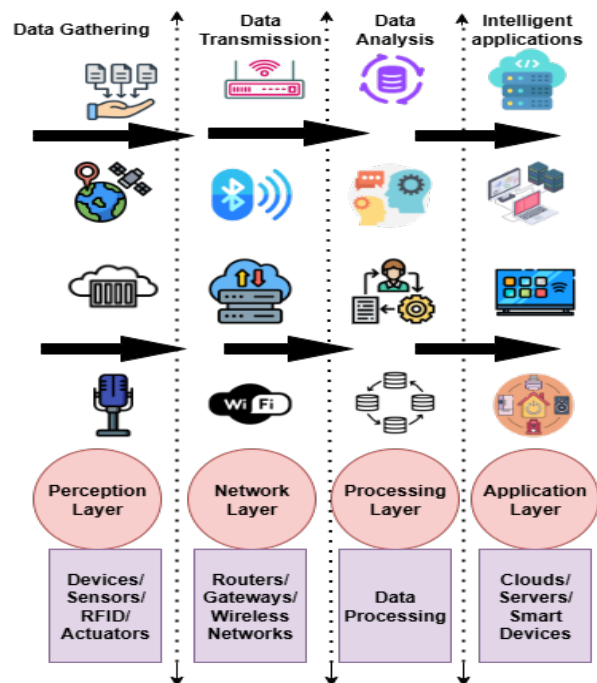 Data Gathering
Data
Transmission
Data
Analysis
Intelligent
applications
</>
Wi Fi
Perception
Layer
Network
Layer
Processing
Layer
Application
Layer
Devices/
Sensors/
RFID/
Actuators
Routers/
Gateways/
Wireless
Networks
Data
Processing
Clouds/
Servers/
Smart
Devices